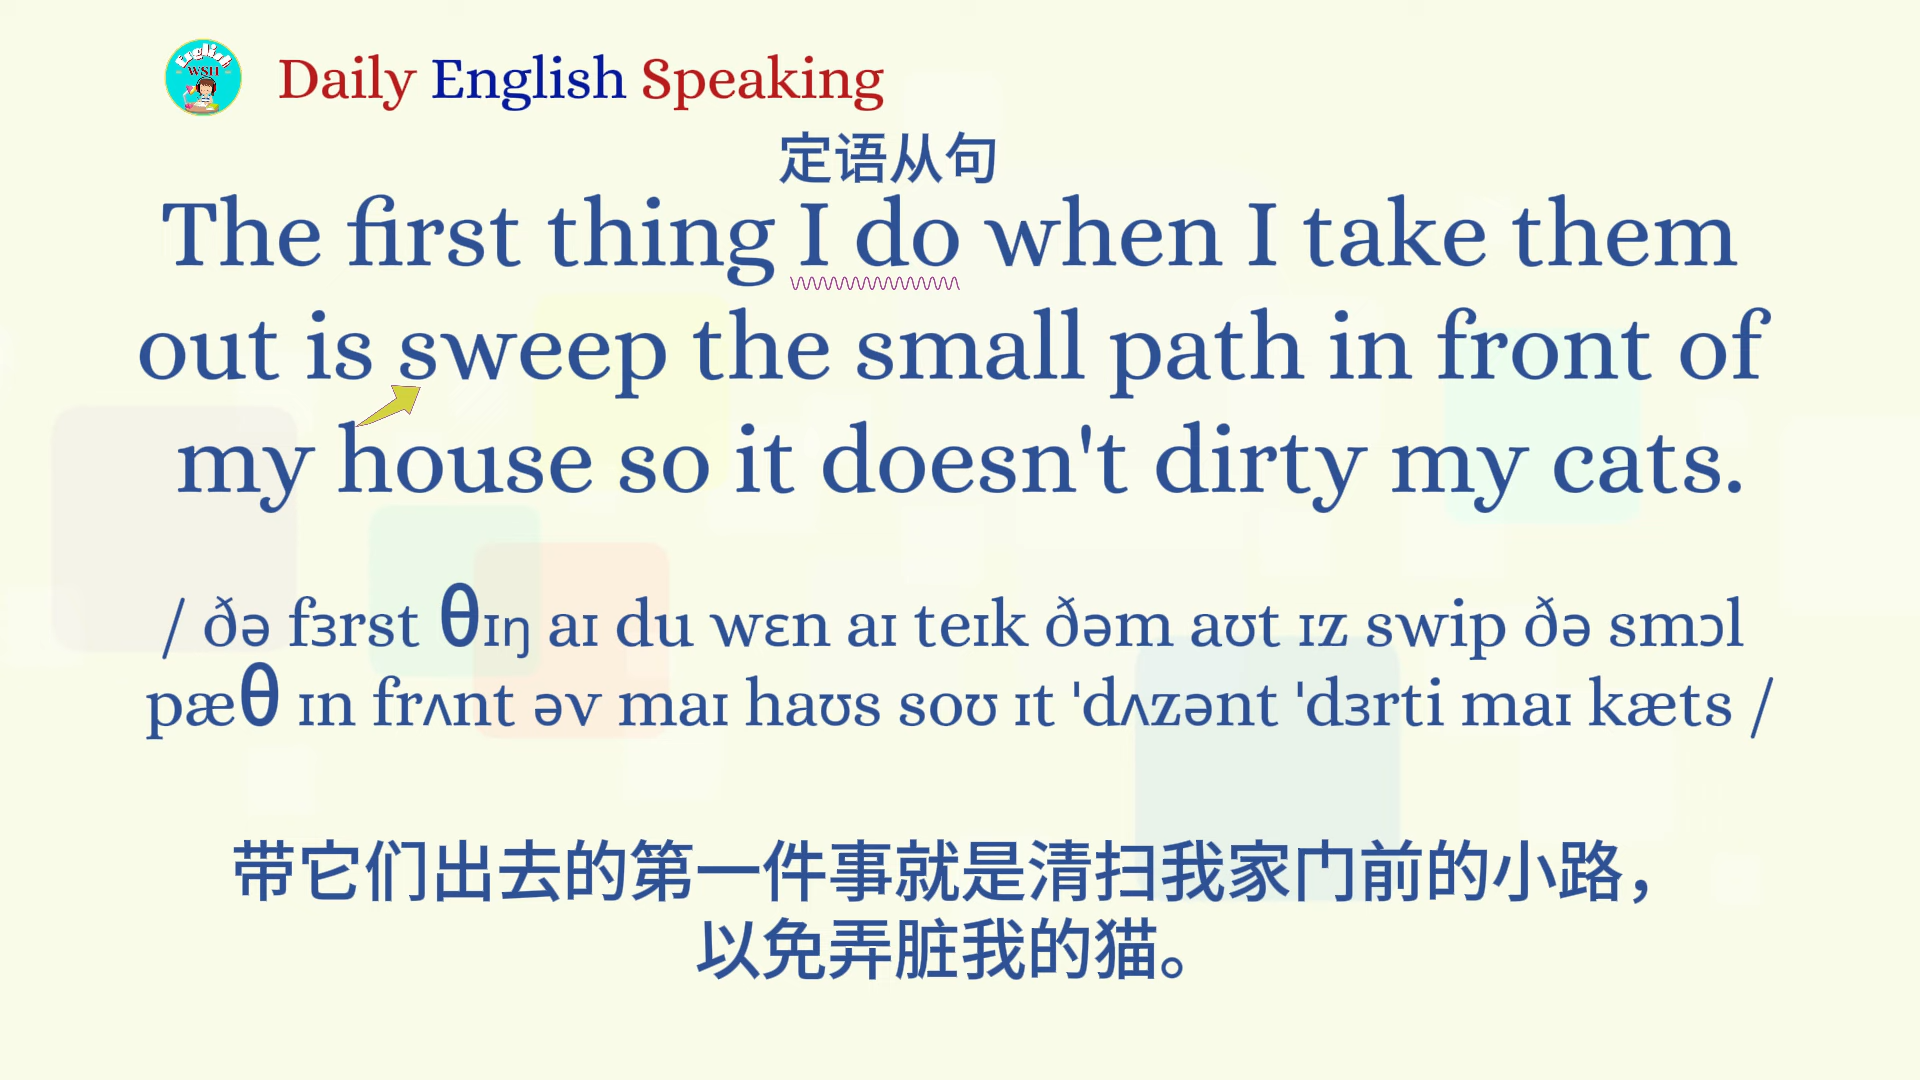 English
WSH
Daily English Speaking
定语从句
The first thing I do when I take them
out is sweep the small path in front of
my house so it doesn't dirty my cats.
/ ðə fɜrst θɪŋ aɪ du wɛn aɪ teɪk ðəm aʊt ɪz swip ðə smɔl
pæθ ɪn frʌnt əv maɪ haʊs soʊ ɪt ˈdʌzənt ˈdɜrti maɪ kæts /
带它们出去的第一件事就是清扫我家门前的小路，
以免弄脏我的猫。